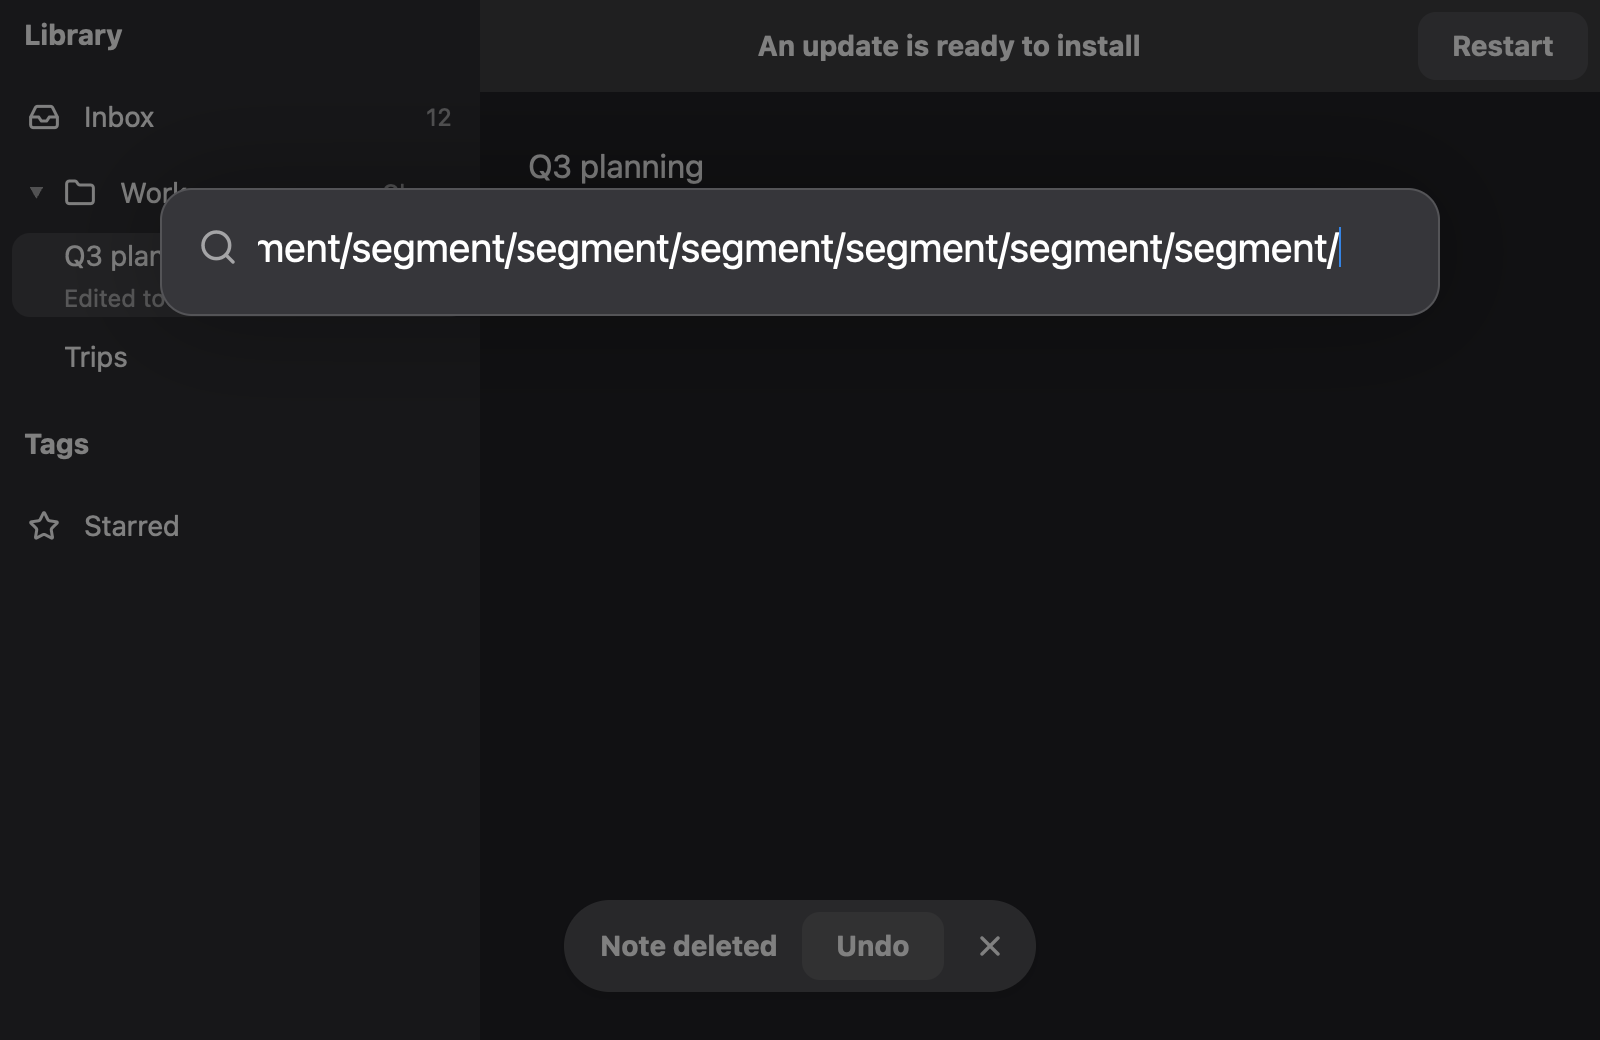 Library
An update is ready to install
Restart
Inbox
12
Q3 planning
ment/segment/segment/segment/segment/segment/segment/
Trips
Tags
Starred
Note deleted
Undo